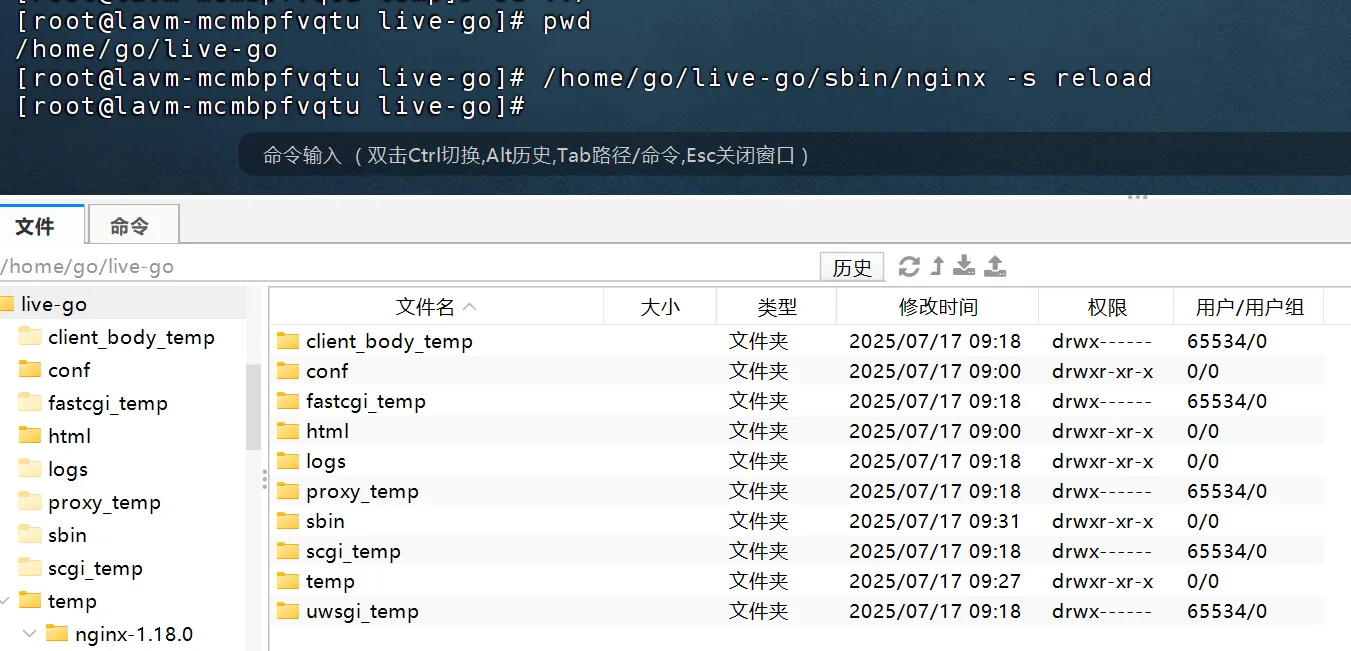 [root@lavm-mcmbpfvqtu live-go]# pwd
/home/go/live-go
[root@lavm-mcmbpfvqtu live-go]# /home/go/live-go/sbin/nginx -s reload
[root@lavm-mcmbpfvqtu live-go]#
命令输入 （双击Ctrl切换,Alt历史,Tab路径/命令,Esc关闭窗口）
文件 命令
/home/go/live-go 历史
live-go
client_body_temp
conf
fastcgi_temp
html
logs
proxy_temp
sbin
scgi_temp
temp
nginx-1.18.0
文件名 大小 类型 修改时间 权限 用户/用户组
client_body_temp 文件夹 2025/07/17 09:18 drwx------ 65534/0
conf 文件夹 2025/07/17 09:00 drwxr-xr-x 0/0
fastcgi_temp 文件夹 2025/07/17 09:18 drwx------ 65534/0
html 文件夹 2025/07/17 09:00 drwxr-xr-x 0/0
logs 文件夹 2025/07/17 09:18 drwxr-xr-x 0/0
proxy_temp 文件夹 2025/07/17 09:18 drwx------ 65534/0
sbin 文件夹 2025/07/17 09:31 drwxr-xr-x 0/0
scgi_temp 文件夹 2025/07/17 09:18 drwx------ 65534/0
temp 文件夹 2025/07/17 09:27 drwxr-xr-x 0/0
uwsgi_temp 文件夹 2025/07/17 09:18 drwx------ 65534/0